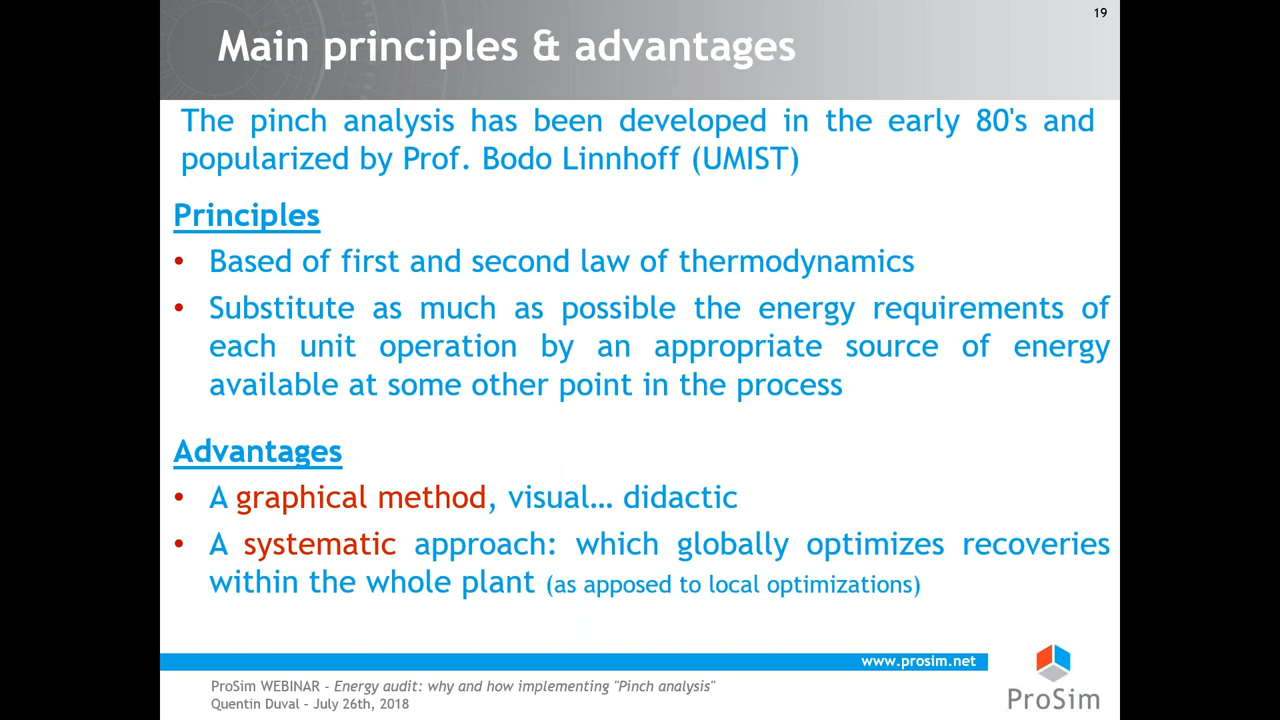 19
Main principles & advantages
The pinch analysis has been developed in the early 80's and
popularized by Prof. Bodo Linnhoff (UMIST)
Principles
• Based of first and second law of thermodynamics
• Substitute as much as possible the energy requirements of
each unit operation by an appropriate source of energy
available at some other point in the process
Advantages
• A graphical method, visual… didactic
• A systematic approach: which globally optimizes recoveries
within the whole plant (as apposed to local optimizations)
www.prosim.net
ProSim WEBINAR - Energy audit: why and how implementing "Pinch analysis"
Quentin Duval – July 26th, 2018
ProSim